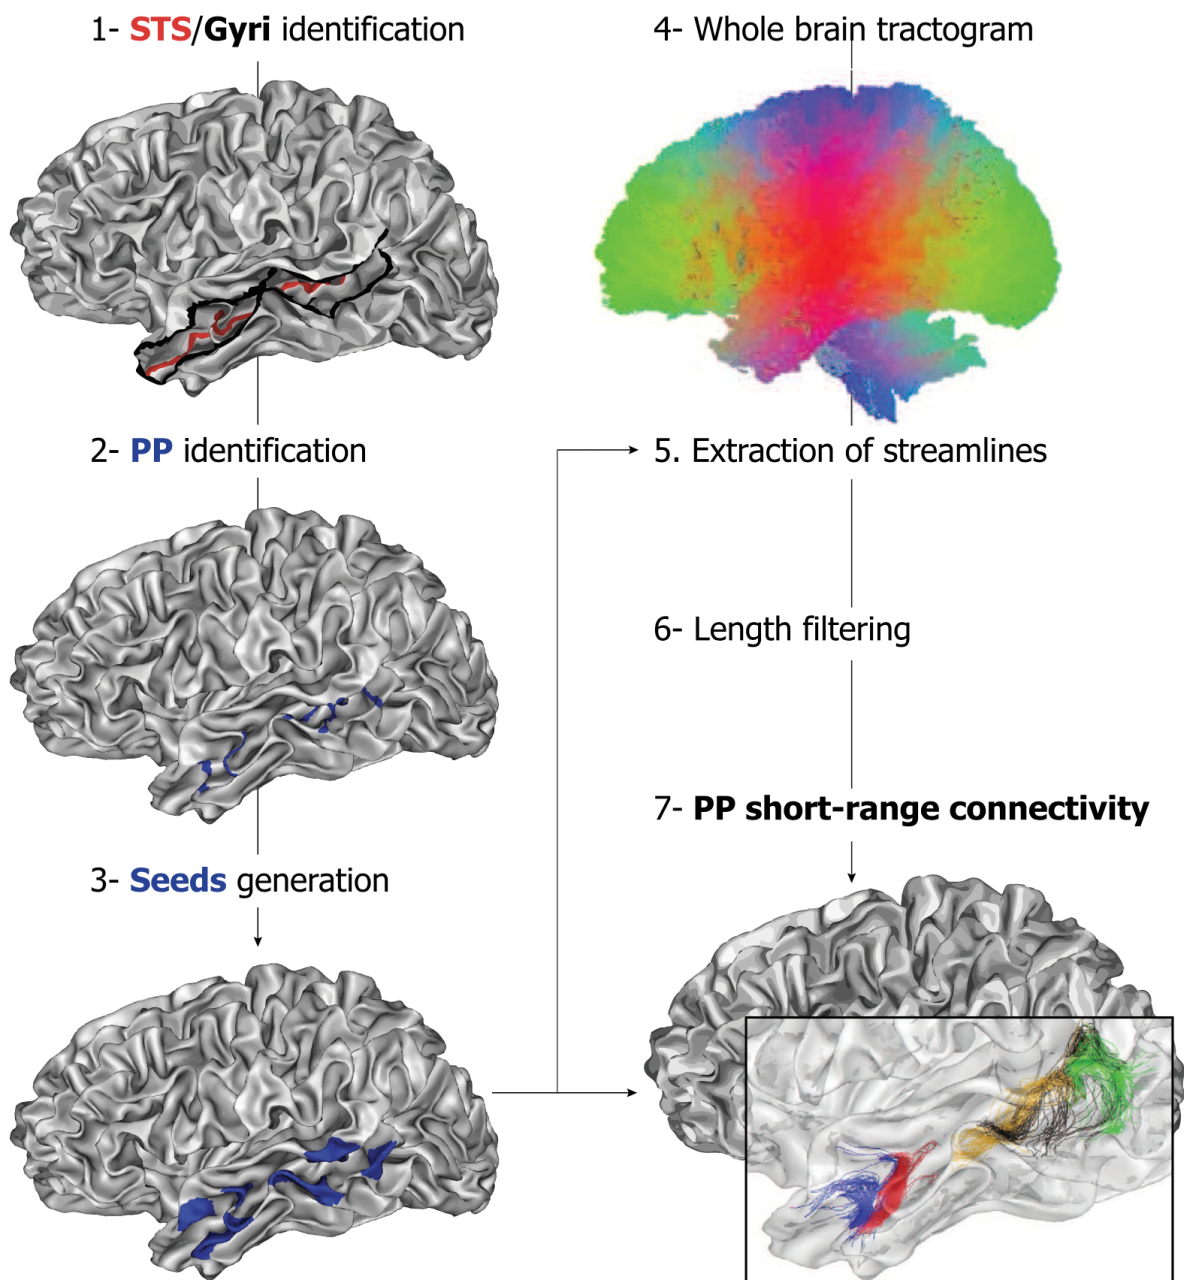 1- STS/Gyri identification
2- PP identification
3- Seeds generation
4- Whole brain tractogram
5. Extraction of streamlines
6- Length filtering
7- PP short-range connectivity